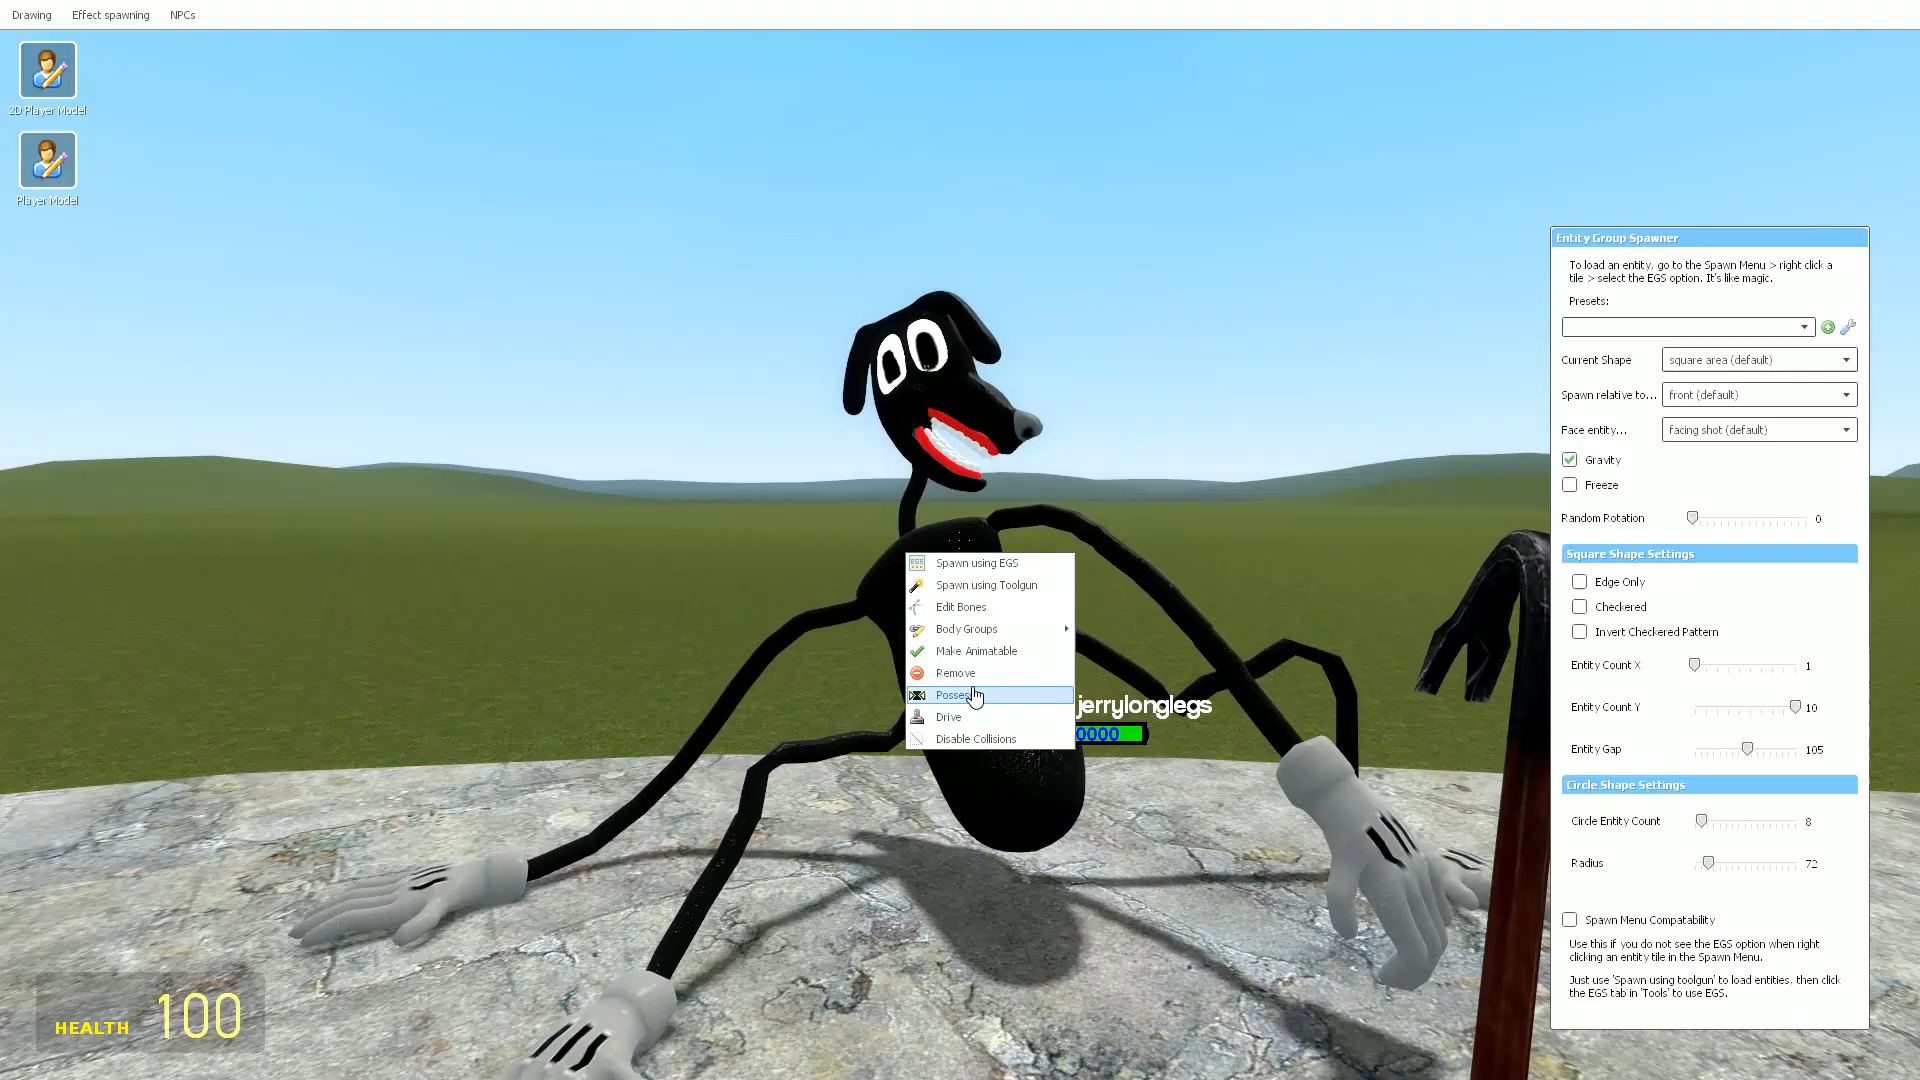 Drawing Effect spawning NPCs
2D Player Model
Player Model
Entity Group Spawner
To load an entity, go to the Spawn Menu > right click a
tile > select the EGS option. It's like magic.
Presets:
Current Shape square area (default)
Spawn relative to... front (default)
Face entity... facing shot (default)
Gravity
Freeze
Random Rotation 0
Square Shape Settings
Edge Only
Checkered
Invert Checkered Pattern
Entity Count X 1
Entity Count Y 10
Entity Gap 105
Circle Shape Settings
Circle Entity Count 8
Radius 72
Spawn Menu Compatability
Use this if you do not see the EGS option when right
clicking an entity tile in the Spawn Menu.
Just use 'Spawn using toolgun' to load entities, then click
the EGS tab in 'Tools' to use EGS.
EGS Spawn using EGS
Spawn using Toolgun
Edit Bones
Body Groups
Make Animatable
Remove
Posses
Drive
Disable Collisions
jerrylonglegs
0000
HEALTH 100